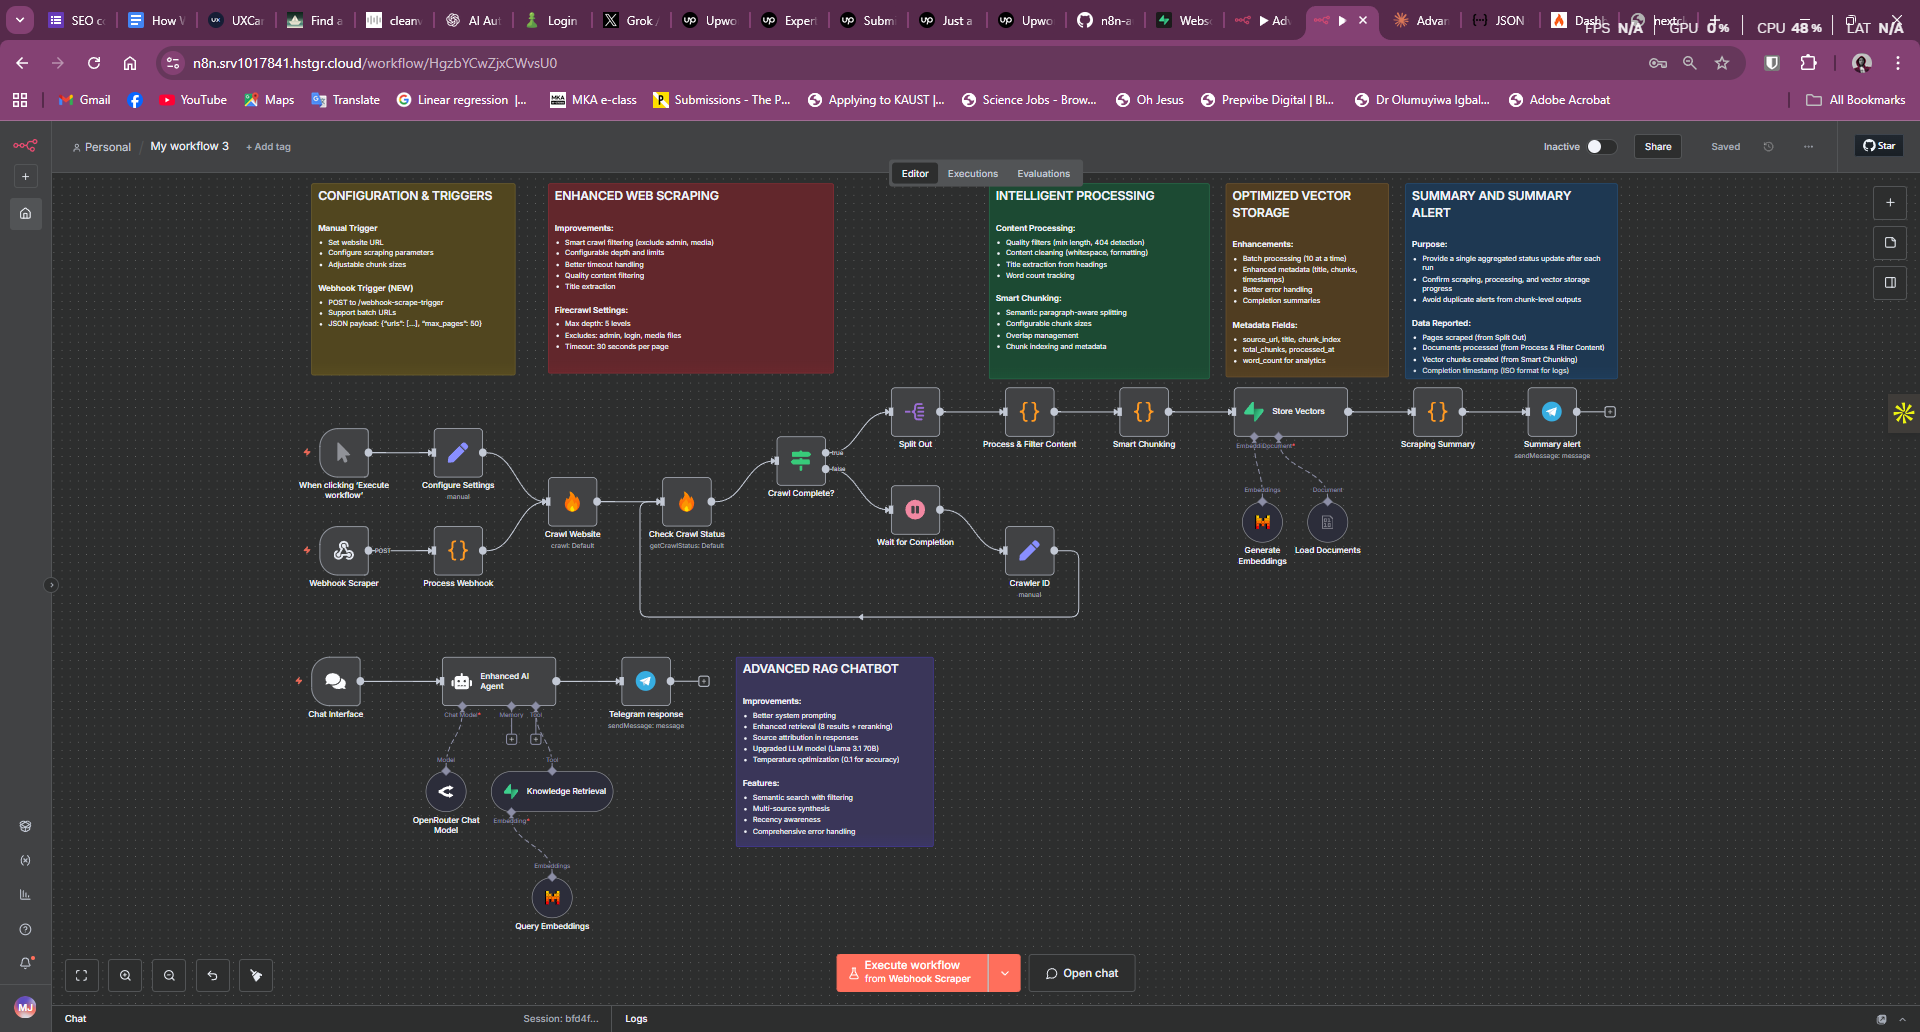 SEO c
How W
UXCar
Find a
cleanv
AI Aut
Login
Grok /
Upwo
Expert
Submi
Just a
Upwo
n8n-a
Webso
Adv
Advan
JSON
Dashb
nextc
FPS N/A GPU 0% CPU 48% LAT N/A
n8n.srv1017841.hstgr.cloud/workflow/HgzbYCwZjxCWvsU0
Gmail
YouTube
Maps
Translate
Linear regression |...
MKA e-class
Submissions - The P...
Applying to KAUST |...
Science Jobs - Brow...
Oh Jesus
Prepvibe Digital | Bl...
Dr Olumuyiwa Igbal...
Adobe Acrobat
All Bookmarks
Personal / My workflow 3 + Add tag
Inactive
Share
Saved
...
Star
Editor
Executions
Evaluations
CONFIGURATION & TRIGGERS
Manual Trigger
• Set website URL
• Configure scraping parameters
• Adjustable chunk sizes
Webhook Trigger (NEW)
• POST to /webhook-scrape-trigger
• Support batch URLs
• JSON payload: {"urls": [...], "max_pages": 50}
ENHANCED WEB SCRAPING
Improvements:
• Smart crawl filtering (exclude admin, media)
• Configurable depth and limits
• Better timeout handling
• Quality content filtering
• Title extraction
Firecrawl Settings:
• Max depth: 5 levels
• Excludes: admin, login, media files
• Timeout: 30 seconds per page
INTELLIGENT PROCESSING
Content Processing:
• Quality filters (min length, 404 detection)
• Content cleaning (whitespace, formatting)
• Title extraction from headings
• Word count tracking
Smart Chunking:
• Semantic paragraph-aware splitting
• Configurable chunk sizes
• Overlap management
• Chunk indexing and metadata
OPTIMIZED VECTOR
STORAGE
Enhancements:
• Batch processing (10 at a time)
• Enhanced metadata (title, chunks,
timestamps)
• Better error handling
• Completion summaries
Metadata Fields:
• source_url, title, chunk_index
• total_chunks, processed_at
• word_count for analytics
SUMMARY AND SUMMARY
ALERT
Purpose:
• Provide a single aggregated status update after each
run
• Confirm scraping, processing, and vector storage
progress
• Avoid duplicate alerts from chunk-level outputs
Data Reported:
• Pages scraped (from Split Out)
• Documents processed (from Process & Filter Content)
• Vector chunks created (from Smart Chunking)
• Completion timestamp (ISO format for logs)
When clicking 'Execute
workflow'
Configure Settings
manual
Webhook Scraper
POST
Process Webhook
Crawl Website
crawl: Default
Check Crawl Status
getCrawlStatus: Default
Crawl Complete?
true
false
Split Out
Wait for Completion
Crawler ID
manual
Process & Filter Content
Smart Chunking
Store Vectors
Embeddi
Document*
Embeddings
Document
Generate
Embeddings
Load Documents
Scraping Summary
Summary alert
sendMessage: message
Chat Interface
Enhanced AI
Agent
Chat Model*
Memory
Tool
Telegram response
sendMessage: message
Model
Tool
OpenRouter Chat
Model
Knowledge Retrieval
Embedding*
Embeddings
Query Embeddings
ADVANCED RAG CHATBOT
Improvements:
• Better system prompting
• Enhanced retrieval (8 results + reranking)
• Source attribution in responses
• Upgraded LLM model (Llama 3.1 70B)
• Temperature optimization (0.1 for accuracy)
Features:
• Semantic search with filtering
• Multi-source synthesis
• Recency awareness
• Comprehensive error handling
Execute workflow
from Webhook Scraper
Open chat
MJ
Chat
Session: bfd4f...
Logs